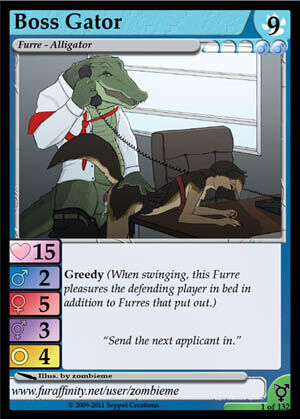 Boss Gator
9
Furre - Alligator
15
2
5
3
4
Greedy (When swinging, this Furre
pleasures the defending player in bed in
addition to Furres that put out.)
“Send the next applicant in.”
Illus. by zombieme
www.furaffinity.net/user/zombieme
© 2009-2011 Seppel Creations.
1 of 132